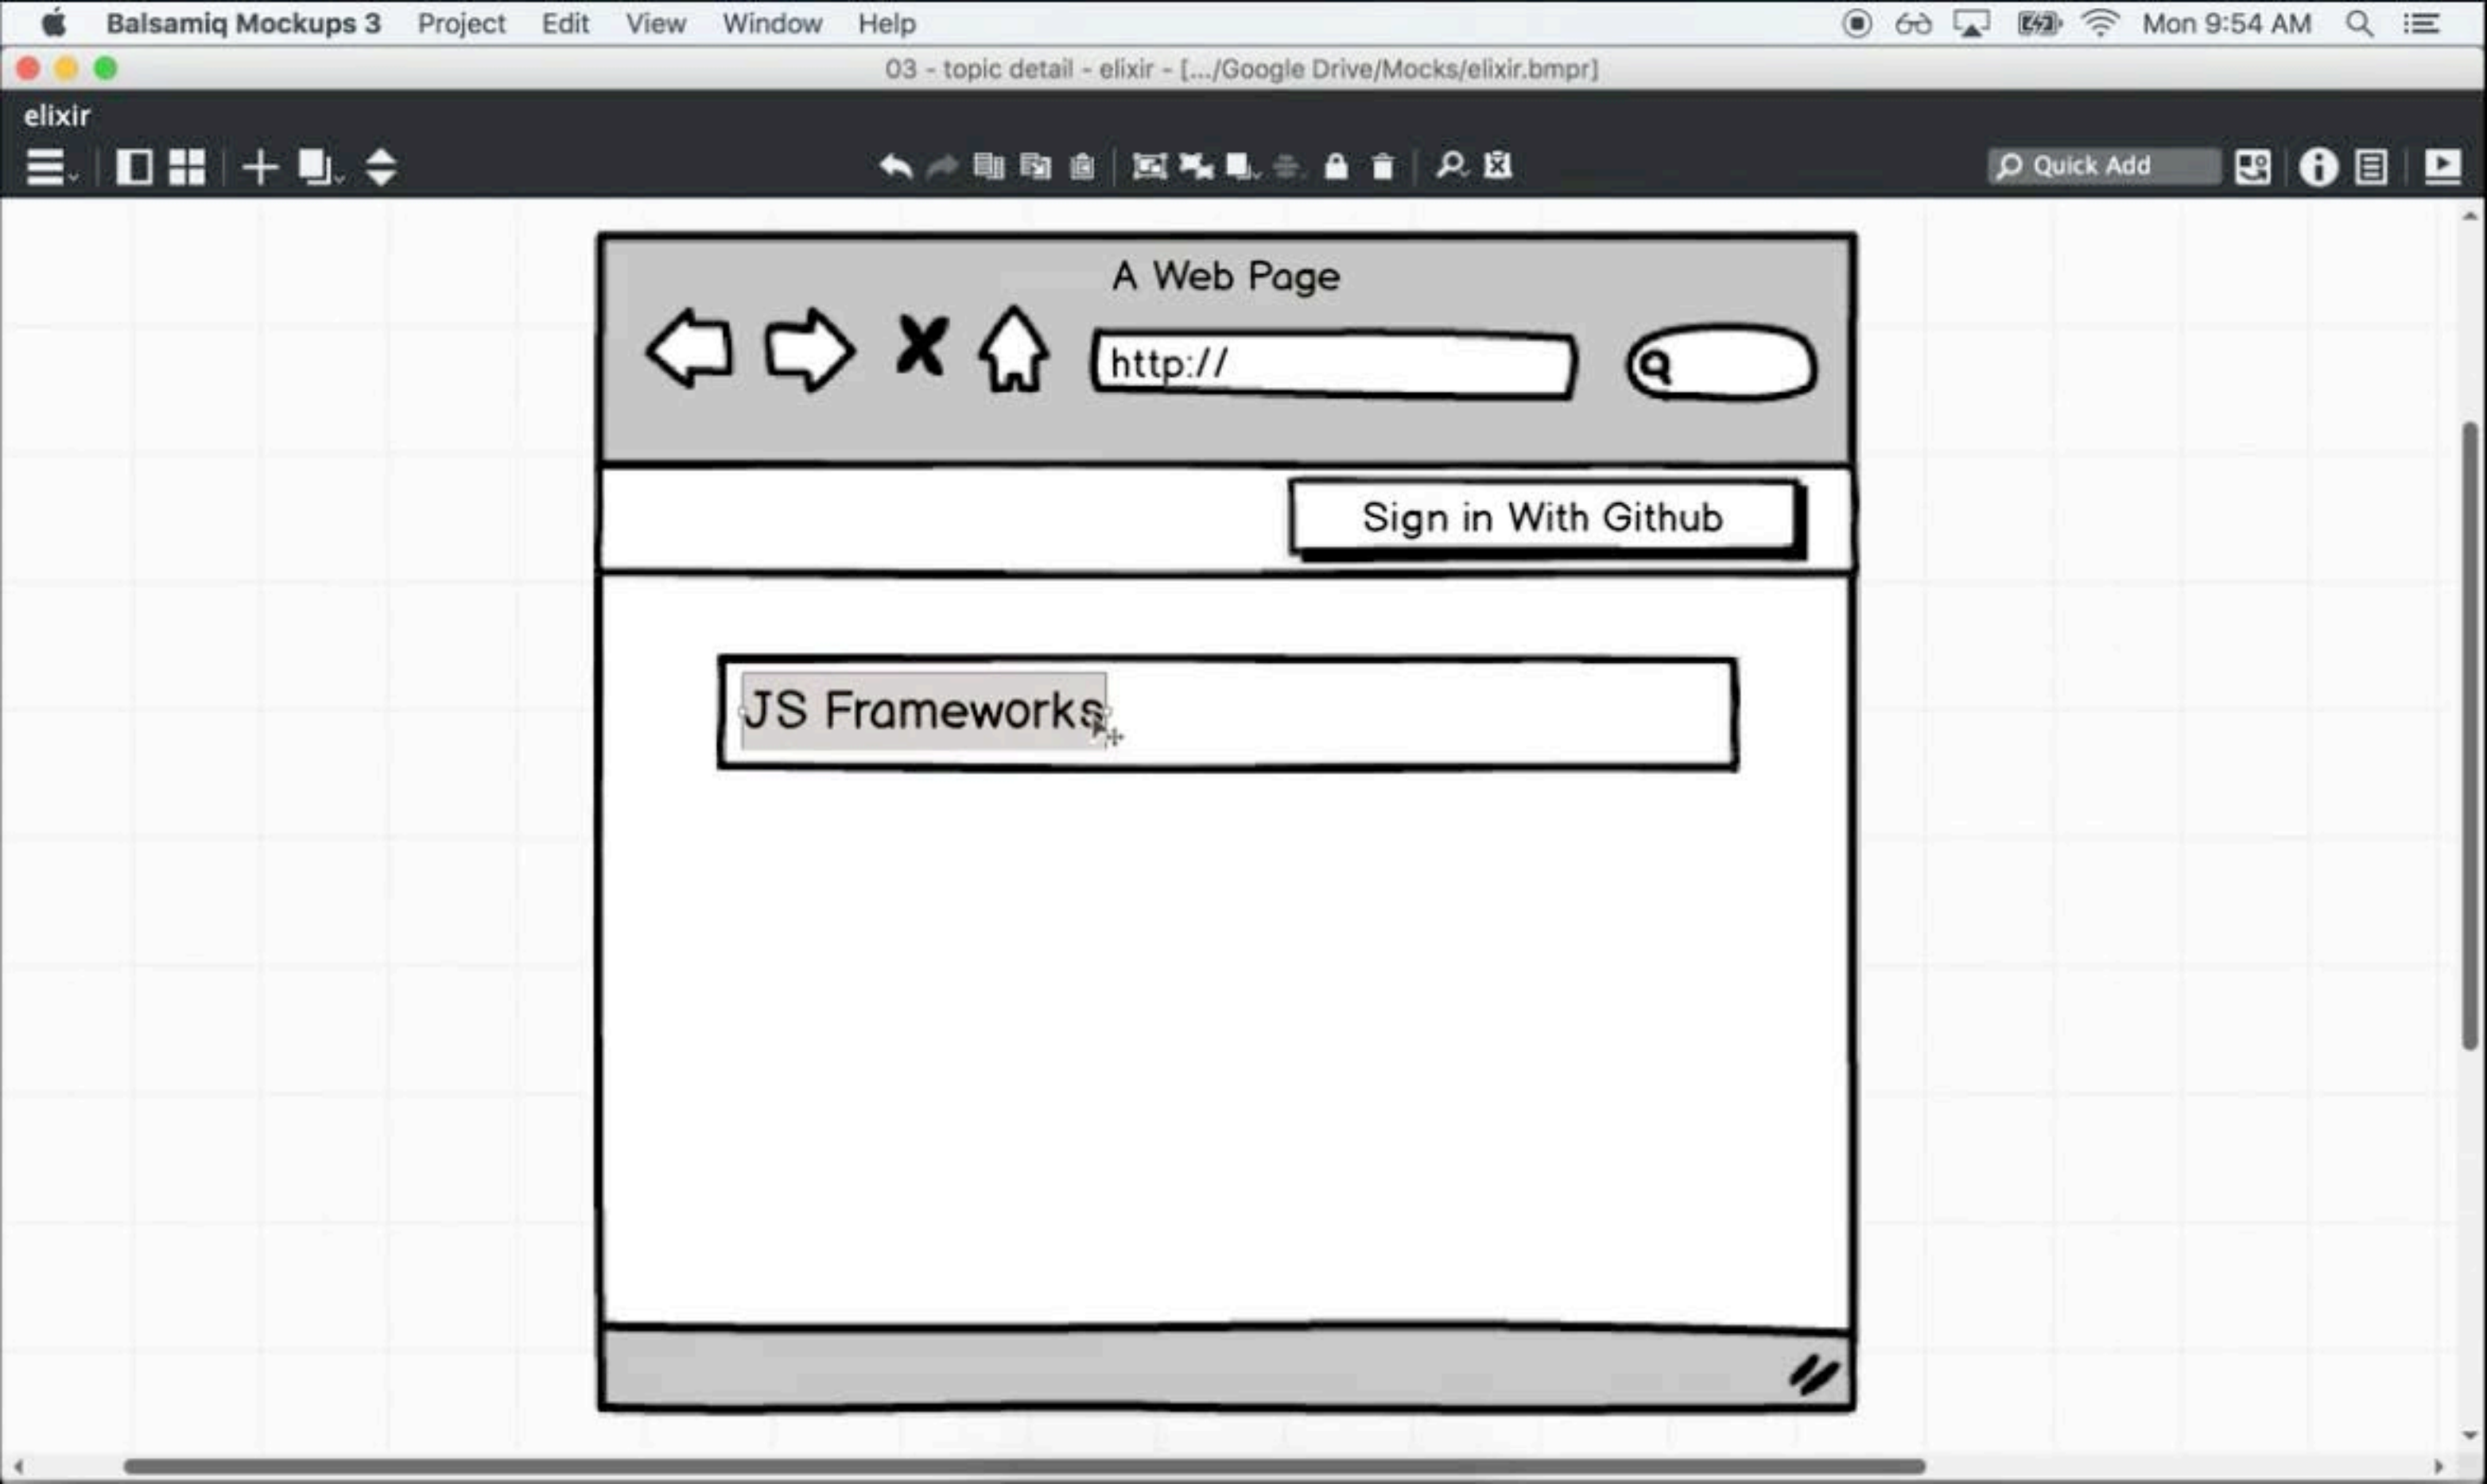 Balsamiq Mockups 3 Project Edit View Window Help Mon 9:54 AM
03 - topic detail - elixir - [.../Google Drive/Mocks/elixir.bmpr]
elixir
Quick Add
A Web Page
http://
Sign in With Github
JS Frameworks